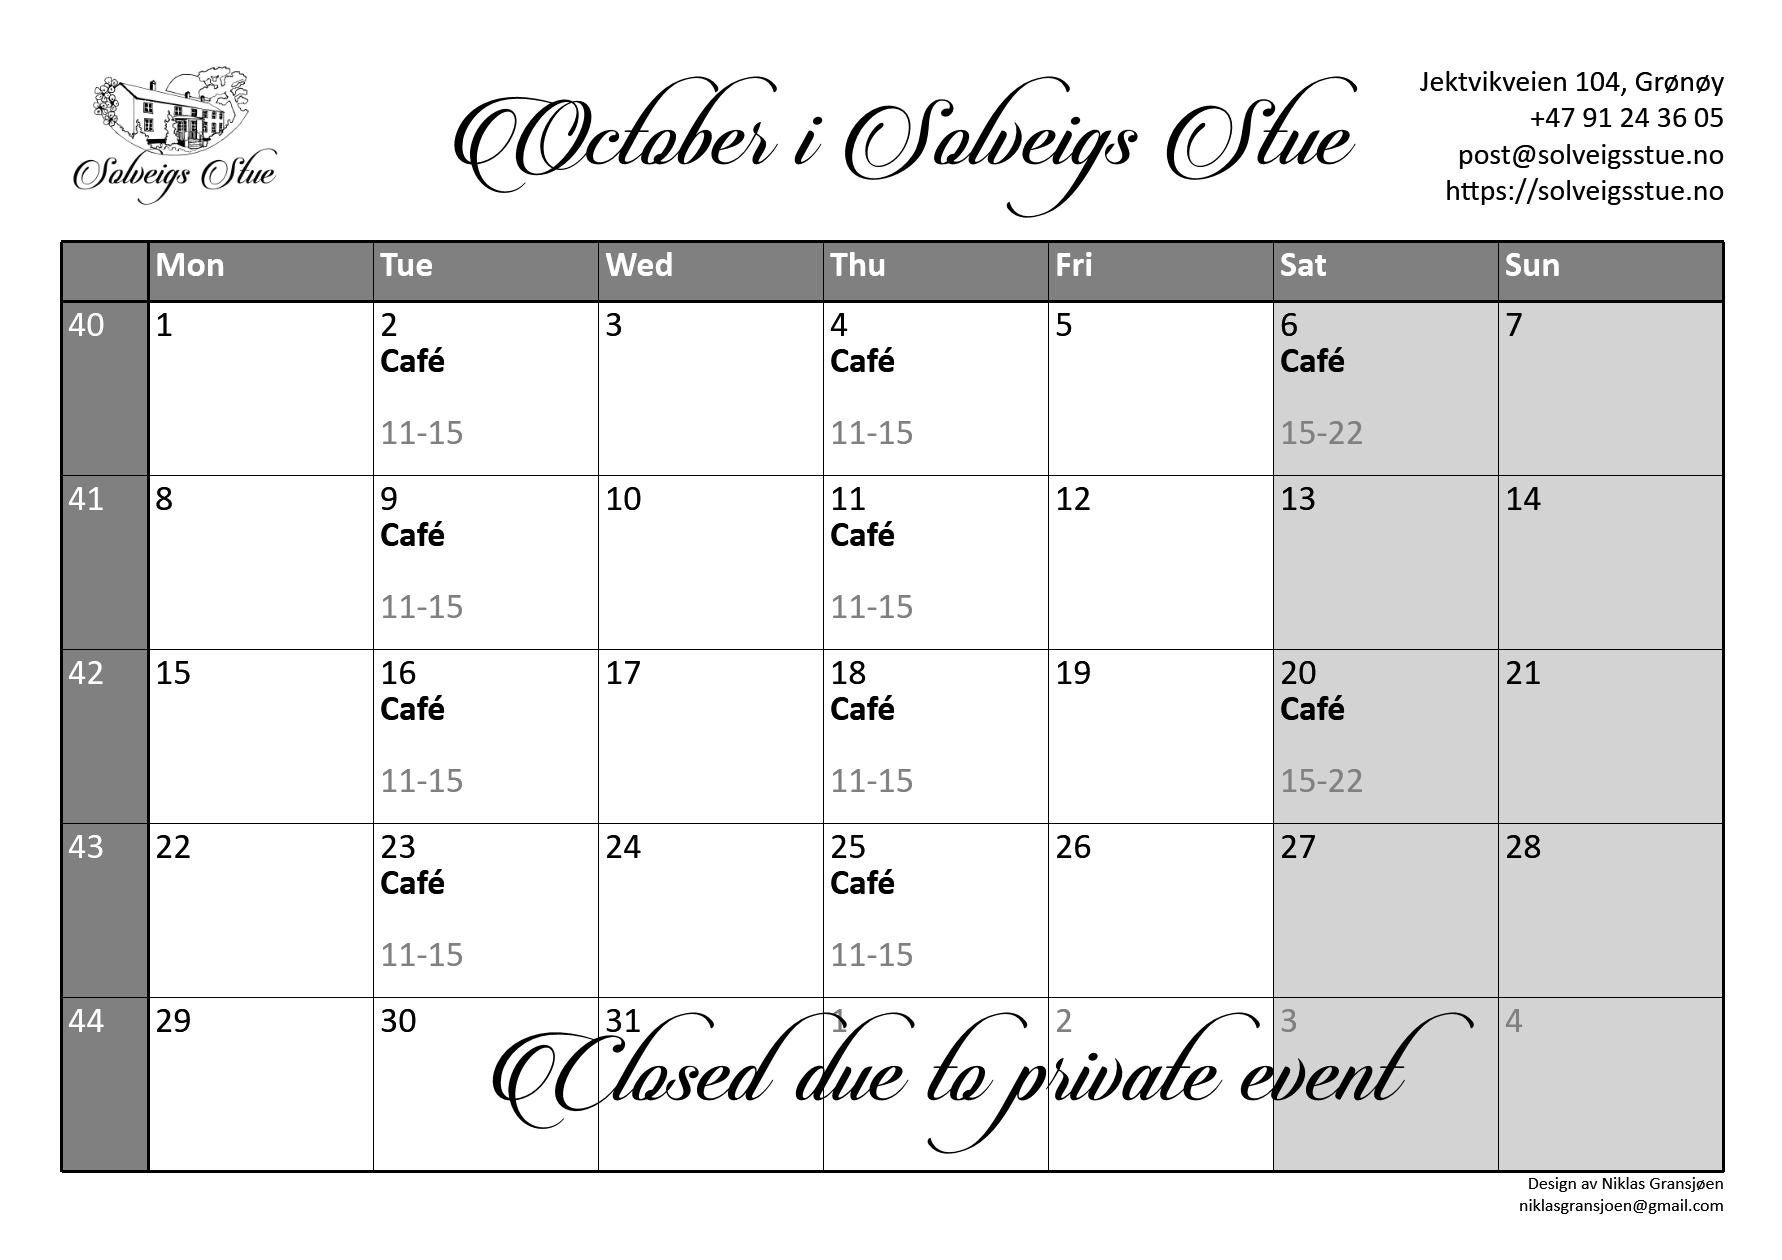 Solveigs Stue
October i Solveigs Stue
Jektvikveien 104, Grønøy
+47 91 24 36 05
post@solveigsstue.no
https://solveigsstue.no
Mon Tue Wed Thu Fri Sat Sun
40 1 2 3 4 5 6 7
Café Café Café
11-15 11-15 15-22
41 8 9 10 11 12 13 14
Café Café
11-15 11-15
42 15 16 17 18 19 20 21
Café Café Café
11-15 11-15 15-22
43 22 23 24 25 26 27 28
Café Café
11-15 11-15
44 29 30 31 1 2 3 4
Closed due to private event
Design av Niklas Gransjøen
niklasgransjoen@gmail.com